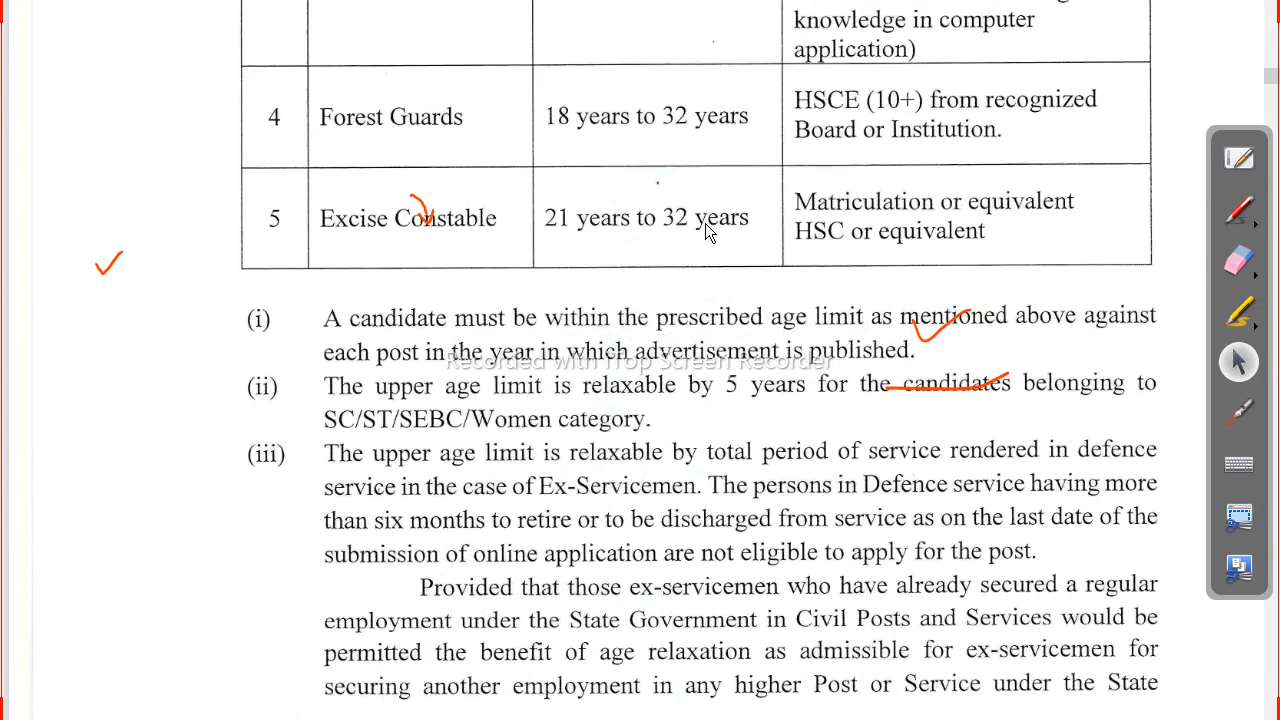 knowledge in computer
application)
4 Forest Guards 18 years to 32 years HSCE (10+) from recognized
Board or Institution.
5 Excise Constable 21 years to 32 years Matriculation or equivalent
HSC or equivalent
(i) A candidate must be within the prescribed age limit as mentioned above against
each post in the year in which advertisement is published.
Recorded with iTop Screen Recorder
(ii) The upper age limit is relaxable by 5 years for the candidates belonging to
SC/ST/SEBC/Women category.
(iii) The upper age limit is relaxable by total period of service rendered in defence
service in the case of Ex-Servicemen. The persons in Defence service having more
than six months to retire or to be discharged from service as on the last date of the
submission of online application are not eligible to apply for the post.
Provided that those ex-servicemen who have already secured a regular
employment under the State Government in Civil Posts and Services would be
permitted the benefit of age relaxation as admissible for ex-servicemen for
securing another employment in any higher Post or Service under the State